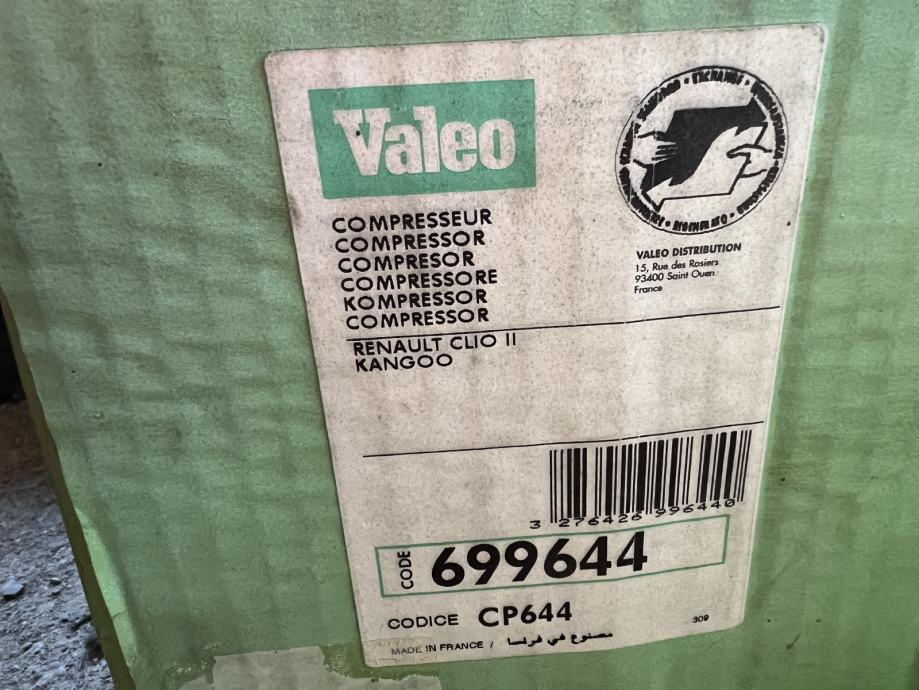 Valeo
COMPRESSEUR
COMPRESSOR
COMPRESOR
COMPRESSORE
KOMPRESSOR
COMPRESSOR
VALEO DISTRIBUTION
15, Rue des Rosiers
93400 Saint Ouen
France
RENAULT CLIO II
KANGOO
3 276426 996440
CODE 699644
CODICE CP644
309
MADE IN FRANCE / مصنوع في فرنسا